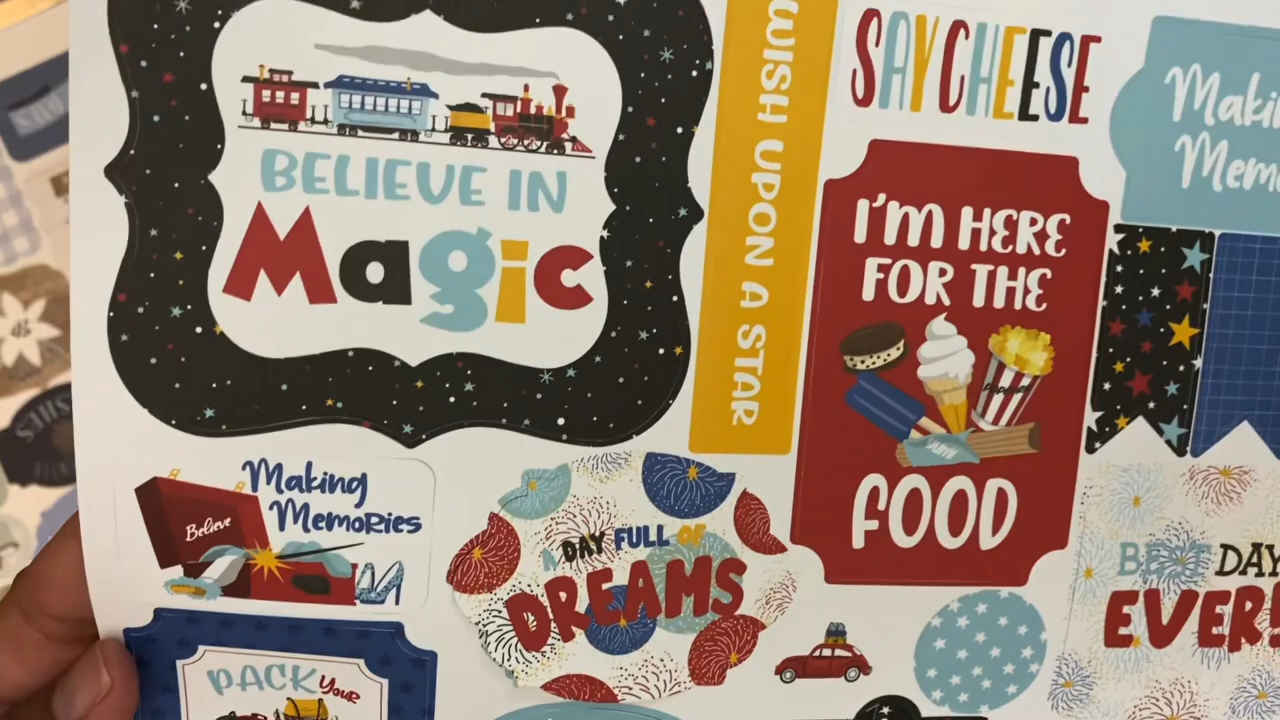 BELIEVE IN
Magic
WISH UPON A STAR
SAY CHEESE
Making
I'M HERE
FOR THE
FOOD
Making
Memories
Believe
A DAY FULL OF
DREAMS
BEST DAY
EVER!
PACK YOUR